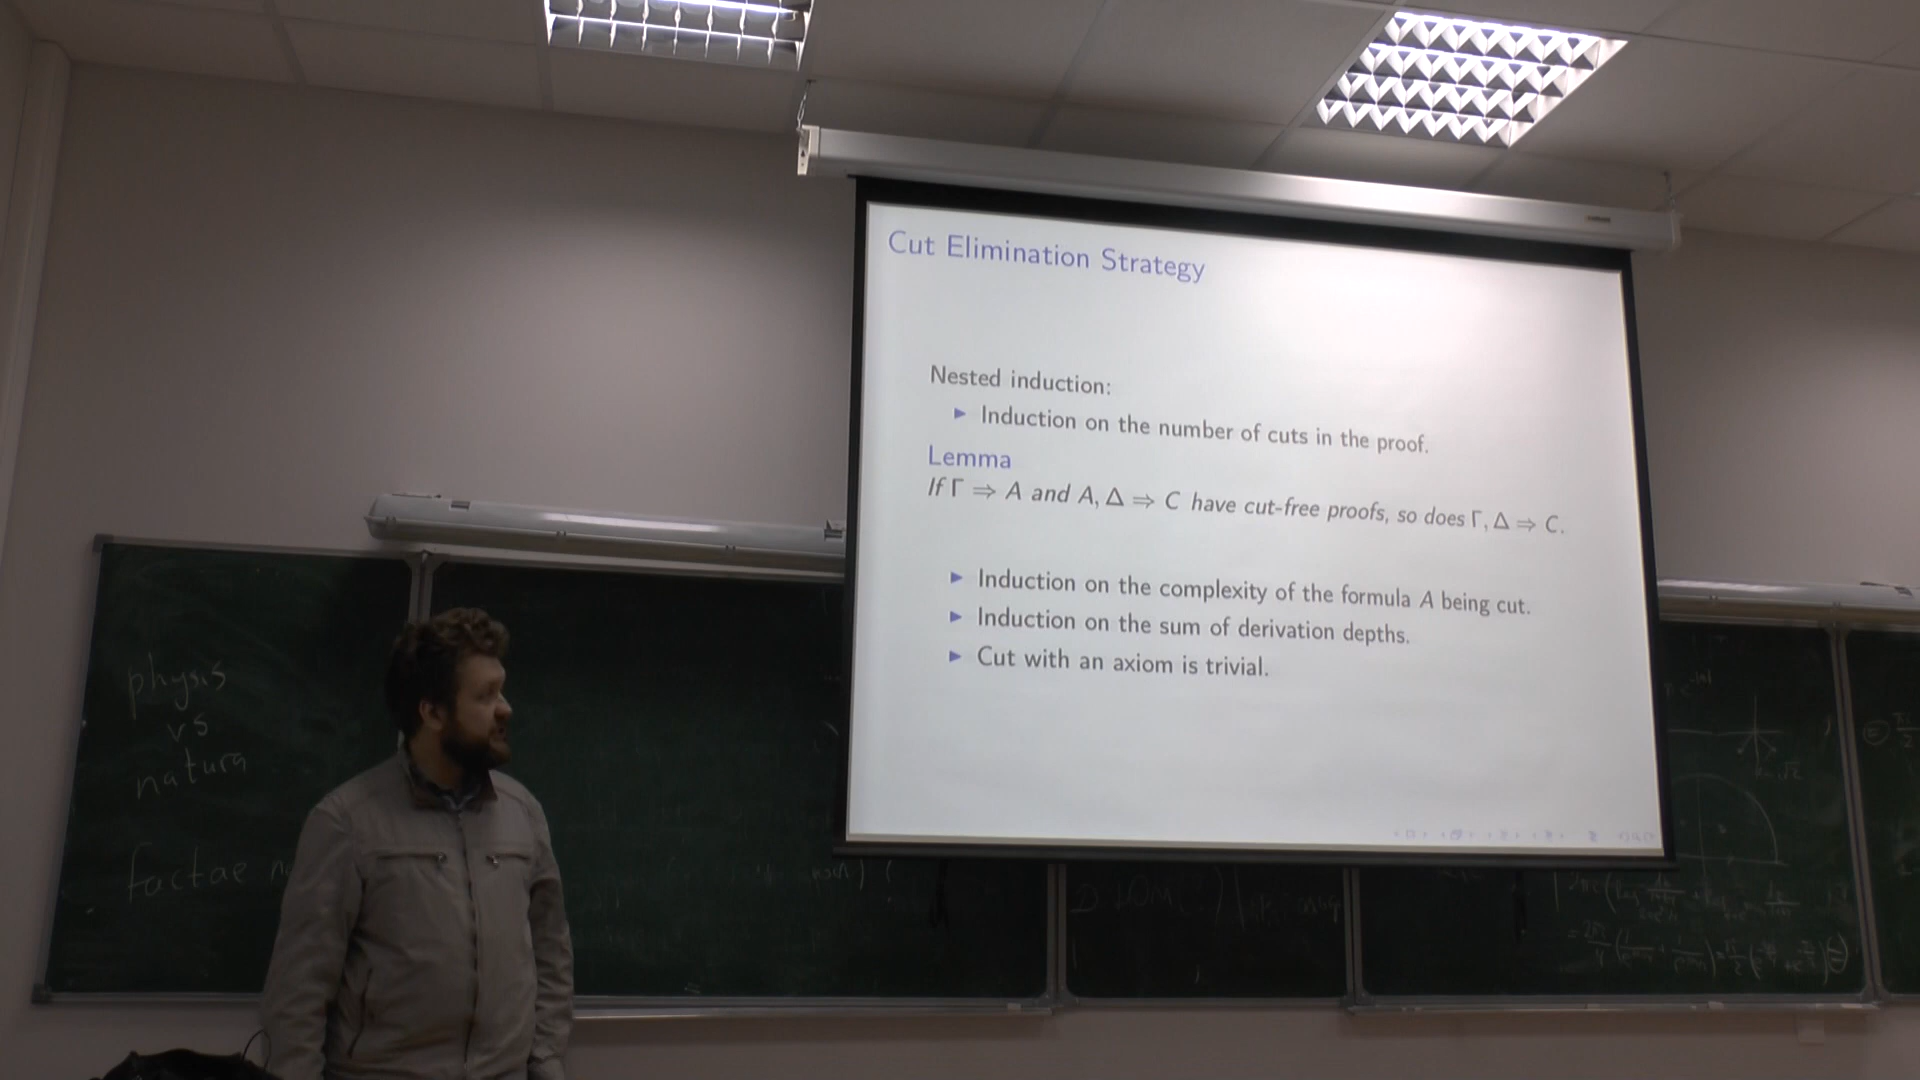 Cut Elimination Strategy
Nested induction:
► Induction on the number of cuts in the proof.
Lemma
If Γ ⇒ A and A, Δ ⇒ C have cut-free proofs, so does Γ, Δ ⇒ C.
► Induction on the complexity of the formula A being cut.
► Induction on the sum of derivation depths.
► Cut with an axiom is trivial.
physis
vs
natura
factae